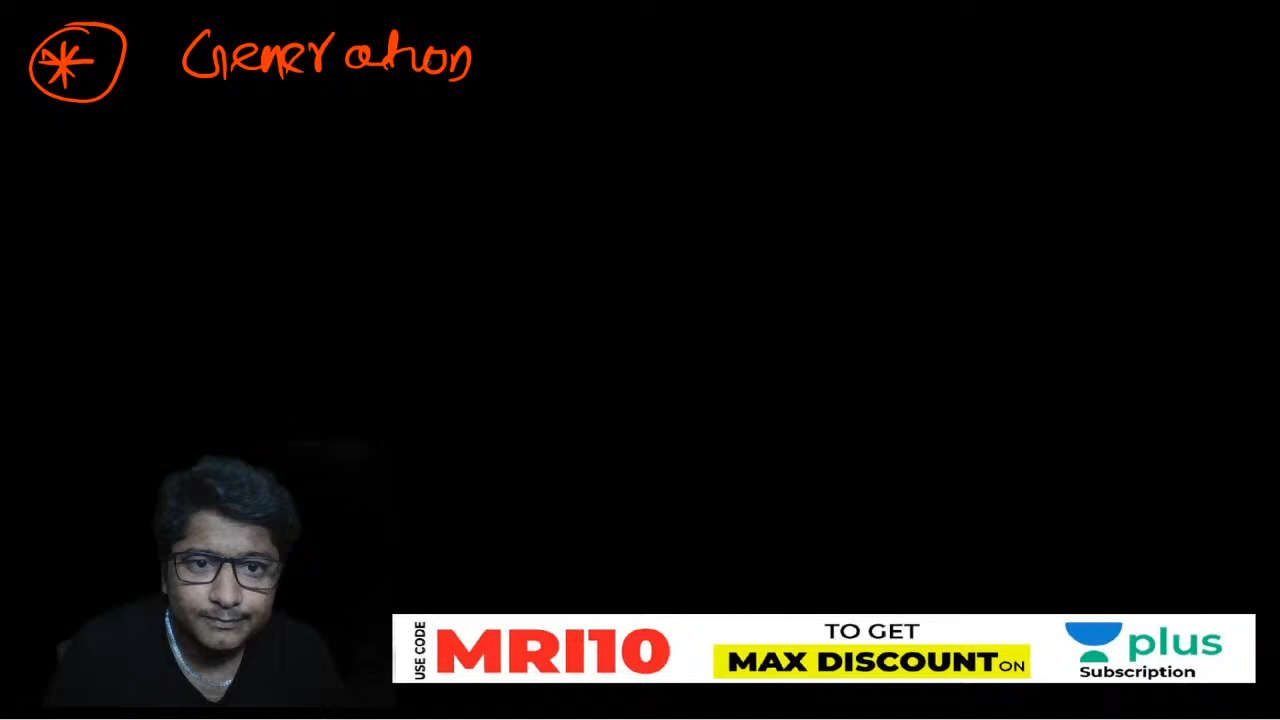 * Generation
USE CODE
MRI10
TO GET
MAX DISCOUNT ON
plus
Subscription